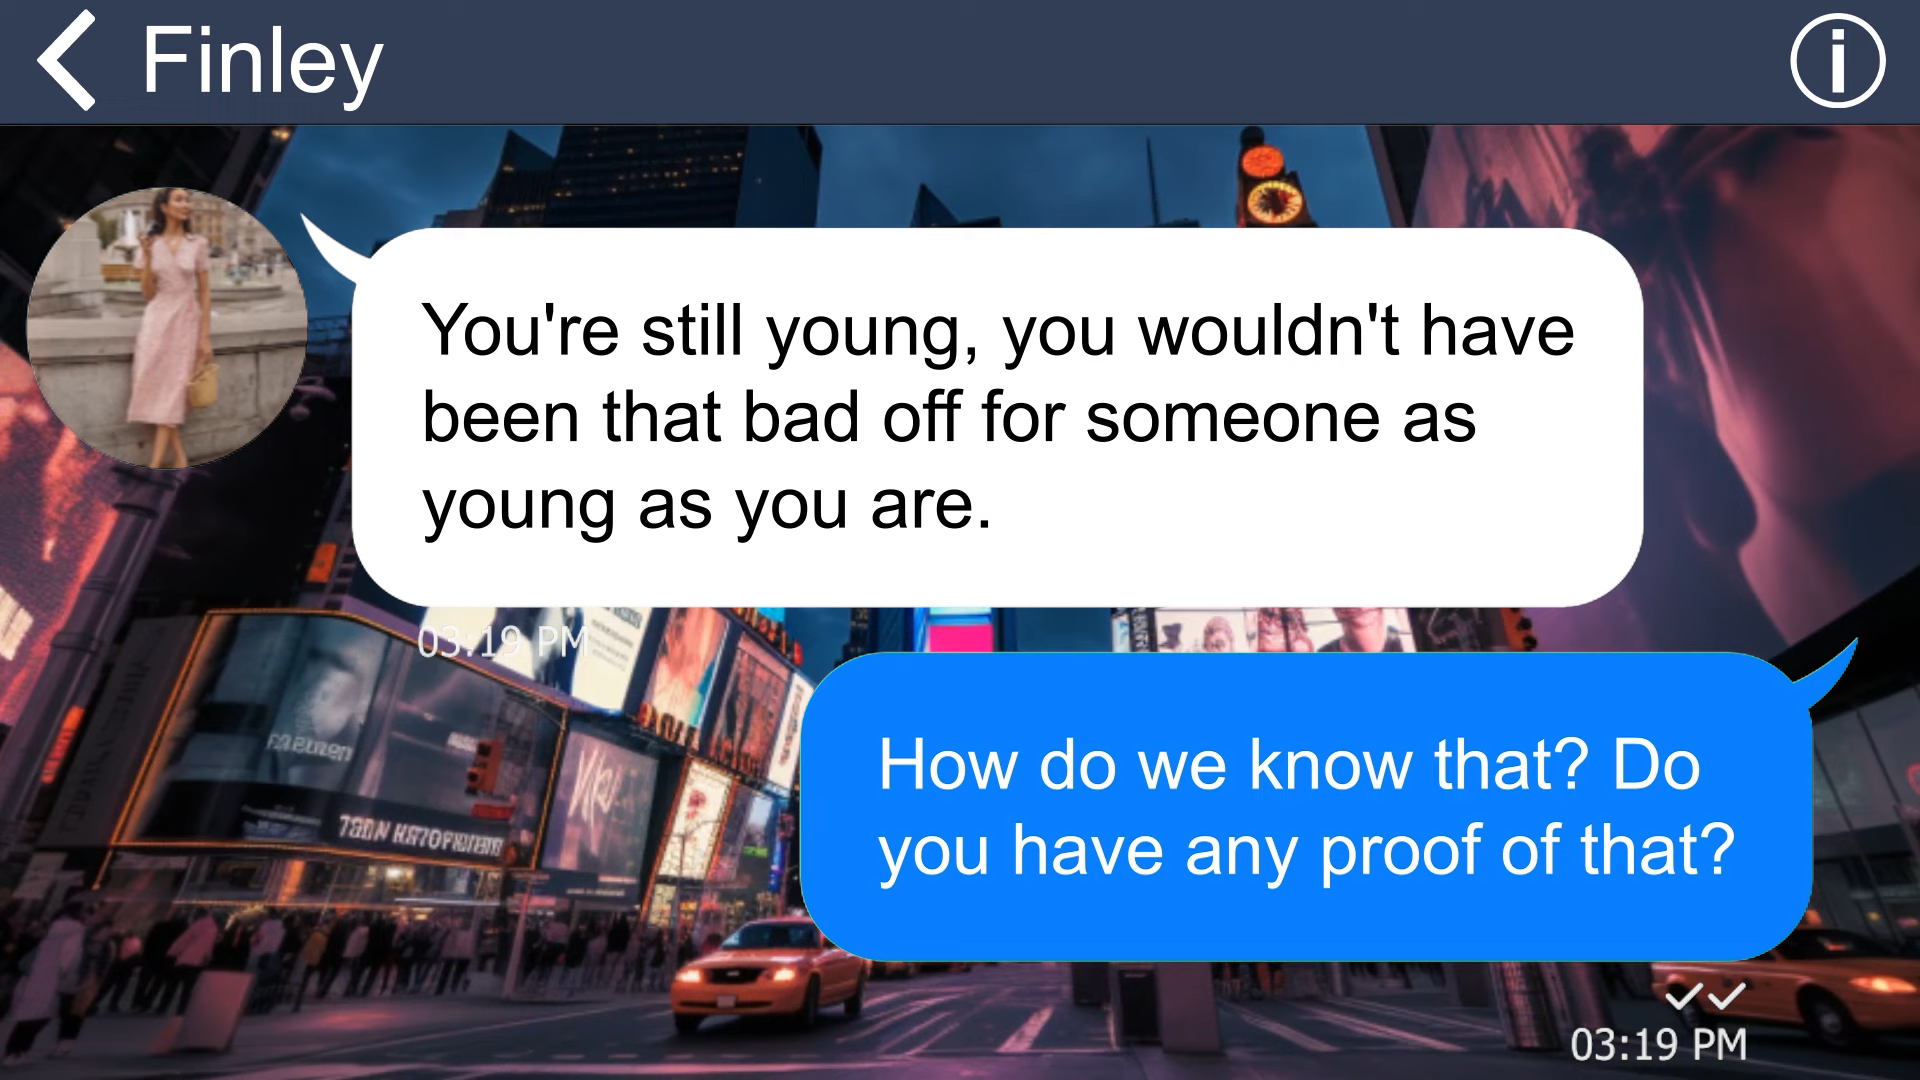 Finley
You're still young, you wouldn't have
been that bad off for someone as
young as you are.
03:19 PM
How do we know that? Do
you have any proof of that?
03:19 PM